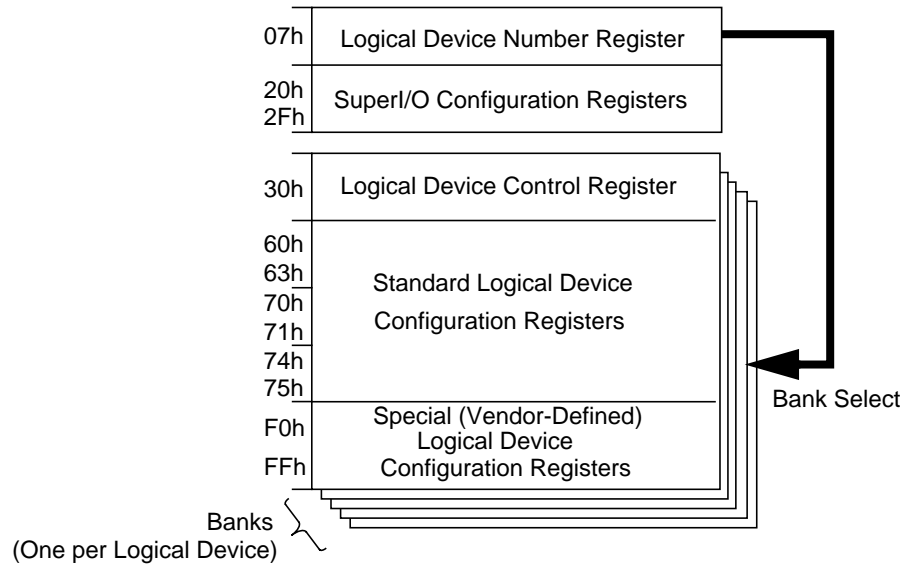 07h Logical Device Number Register
20h
SuperI/O Configuration Registers
2Fh
30h Logical Device Control Register
60h
63h Standard Logical Device
70h
Configuration Registers
71h
74h
75h
Bank Select
F0h Special (Vendor-Defined)
Logical Device
FFh Configuration Registers
Banks
(One per Logical Device)